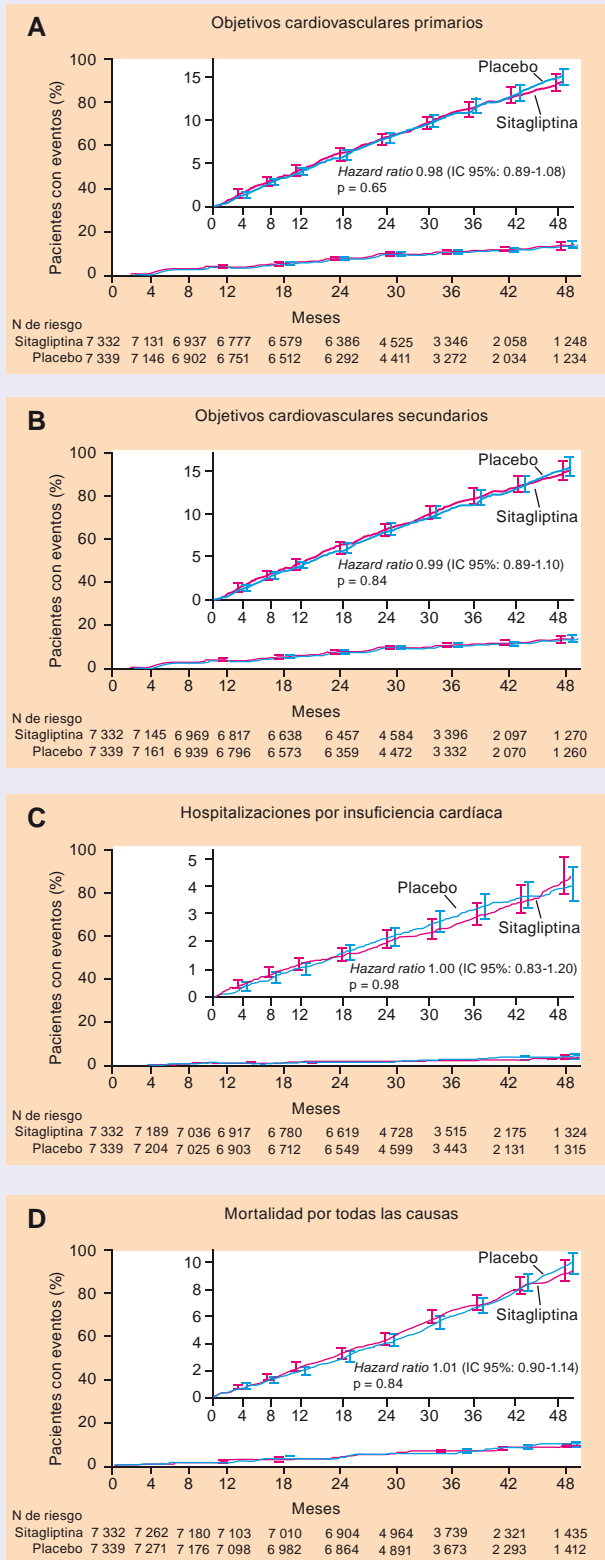 A
Objetivos cardiovasculares primarios
Pacientes con eventos (%)
100
80
60
40
20
0
15
10
5
0
Placebo
Sitagliptina
Hazard ratio 0.98 (IC 95%: 0.89-1.08)
p = 0.65
0 4 8 12 18 24 30 36 42 48
0 4 12 18 24 30 36 42 48
Meses
N de riesgo
Sitagliptina 7 332 7 131 6 937 6 777 6 579 6 386 4 525 3 346 2 058 1 248
Placebo 7 339 7 146 6 902 6 751 6 512 6 292 4 411 3 272 2 034 1 234
B
Objetivos cardiovasculares secundarios
Pacientes con eventos (%)
100
80
60
40
20
0
15
10
5
0
Placebo
Sitagliptina
Hazard ratio 0.99 (IC 95%: 0.89-1.10)
p = 0.84
0 4 8 12 18 24 30 36 42 48
0 4 8 12 18 24 30 36 42 48
Meses
N de riesgo
Sitagliptina 7 332 7 145 6 969 6 817 6 638 6 457 4 584 3 396 2 097 1 270
Placebo 7 339 7 161 6 939 6 796 6 573 6 359 4 472 3 332 2 070 1 260
C
Hospitalizaciones por insuficiencia cardíaca
Pacientes con eventos (%)
100
80
60
40
20
0
5
4
3
2
1
0
Placebo
Sitagliptina
Hazard ratio 1.00 (IC 95%: 0.83-1.20)
p = 0.98
0 4 8 12 18 24 30 36 42 48
0 4 8 12 18 24 30 36 42 48
Meses
N de riesgo
Sitagliptina 7 332 7 189 7 036 6 917 6 780 6 619 4 728 3 515 2 175 1 324
Placebo 7 339 7 204 7 025 6 903 6 712 6 549 4 599 3 443 2 131 1 315
D
Mortalidad por todas las causas
Pacientes con eventos (%)
100
80
60
40
20
0
10
8
6
4
2
0
Placebo
Sitagliptina
Hazard ratio 1.01 (IC 95%: 0.90-1.14)
p = 0.84
0 4 8 12 18 24 30 36 42 48
0 4 8 12 18 24 30 36 42 48
Meses
N de riesgo
Sitagliptina 7 332 7 262 7 180 7 103 7 010 6 904 4 964 3 739 2 321 1 435
Placebo 7 339 7 271 7 176 7 098 6 982 6 864 4 891 3 673 2 293 1 412